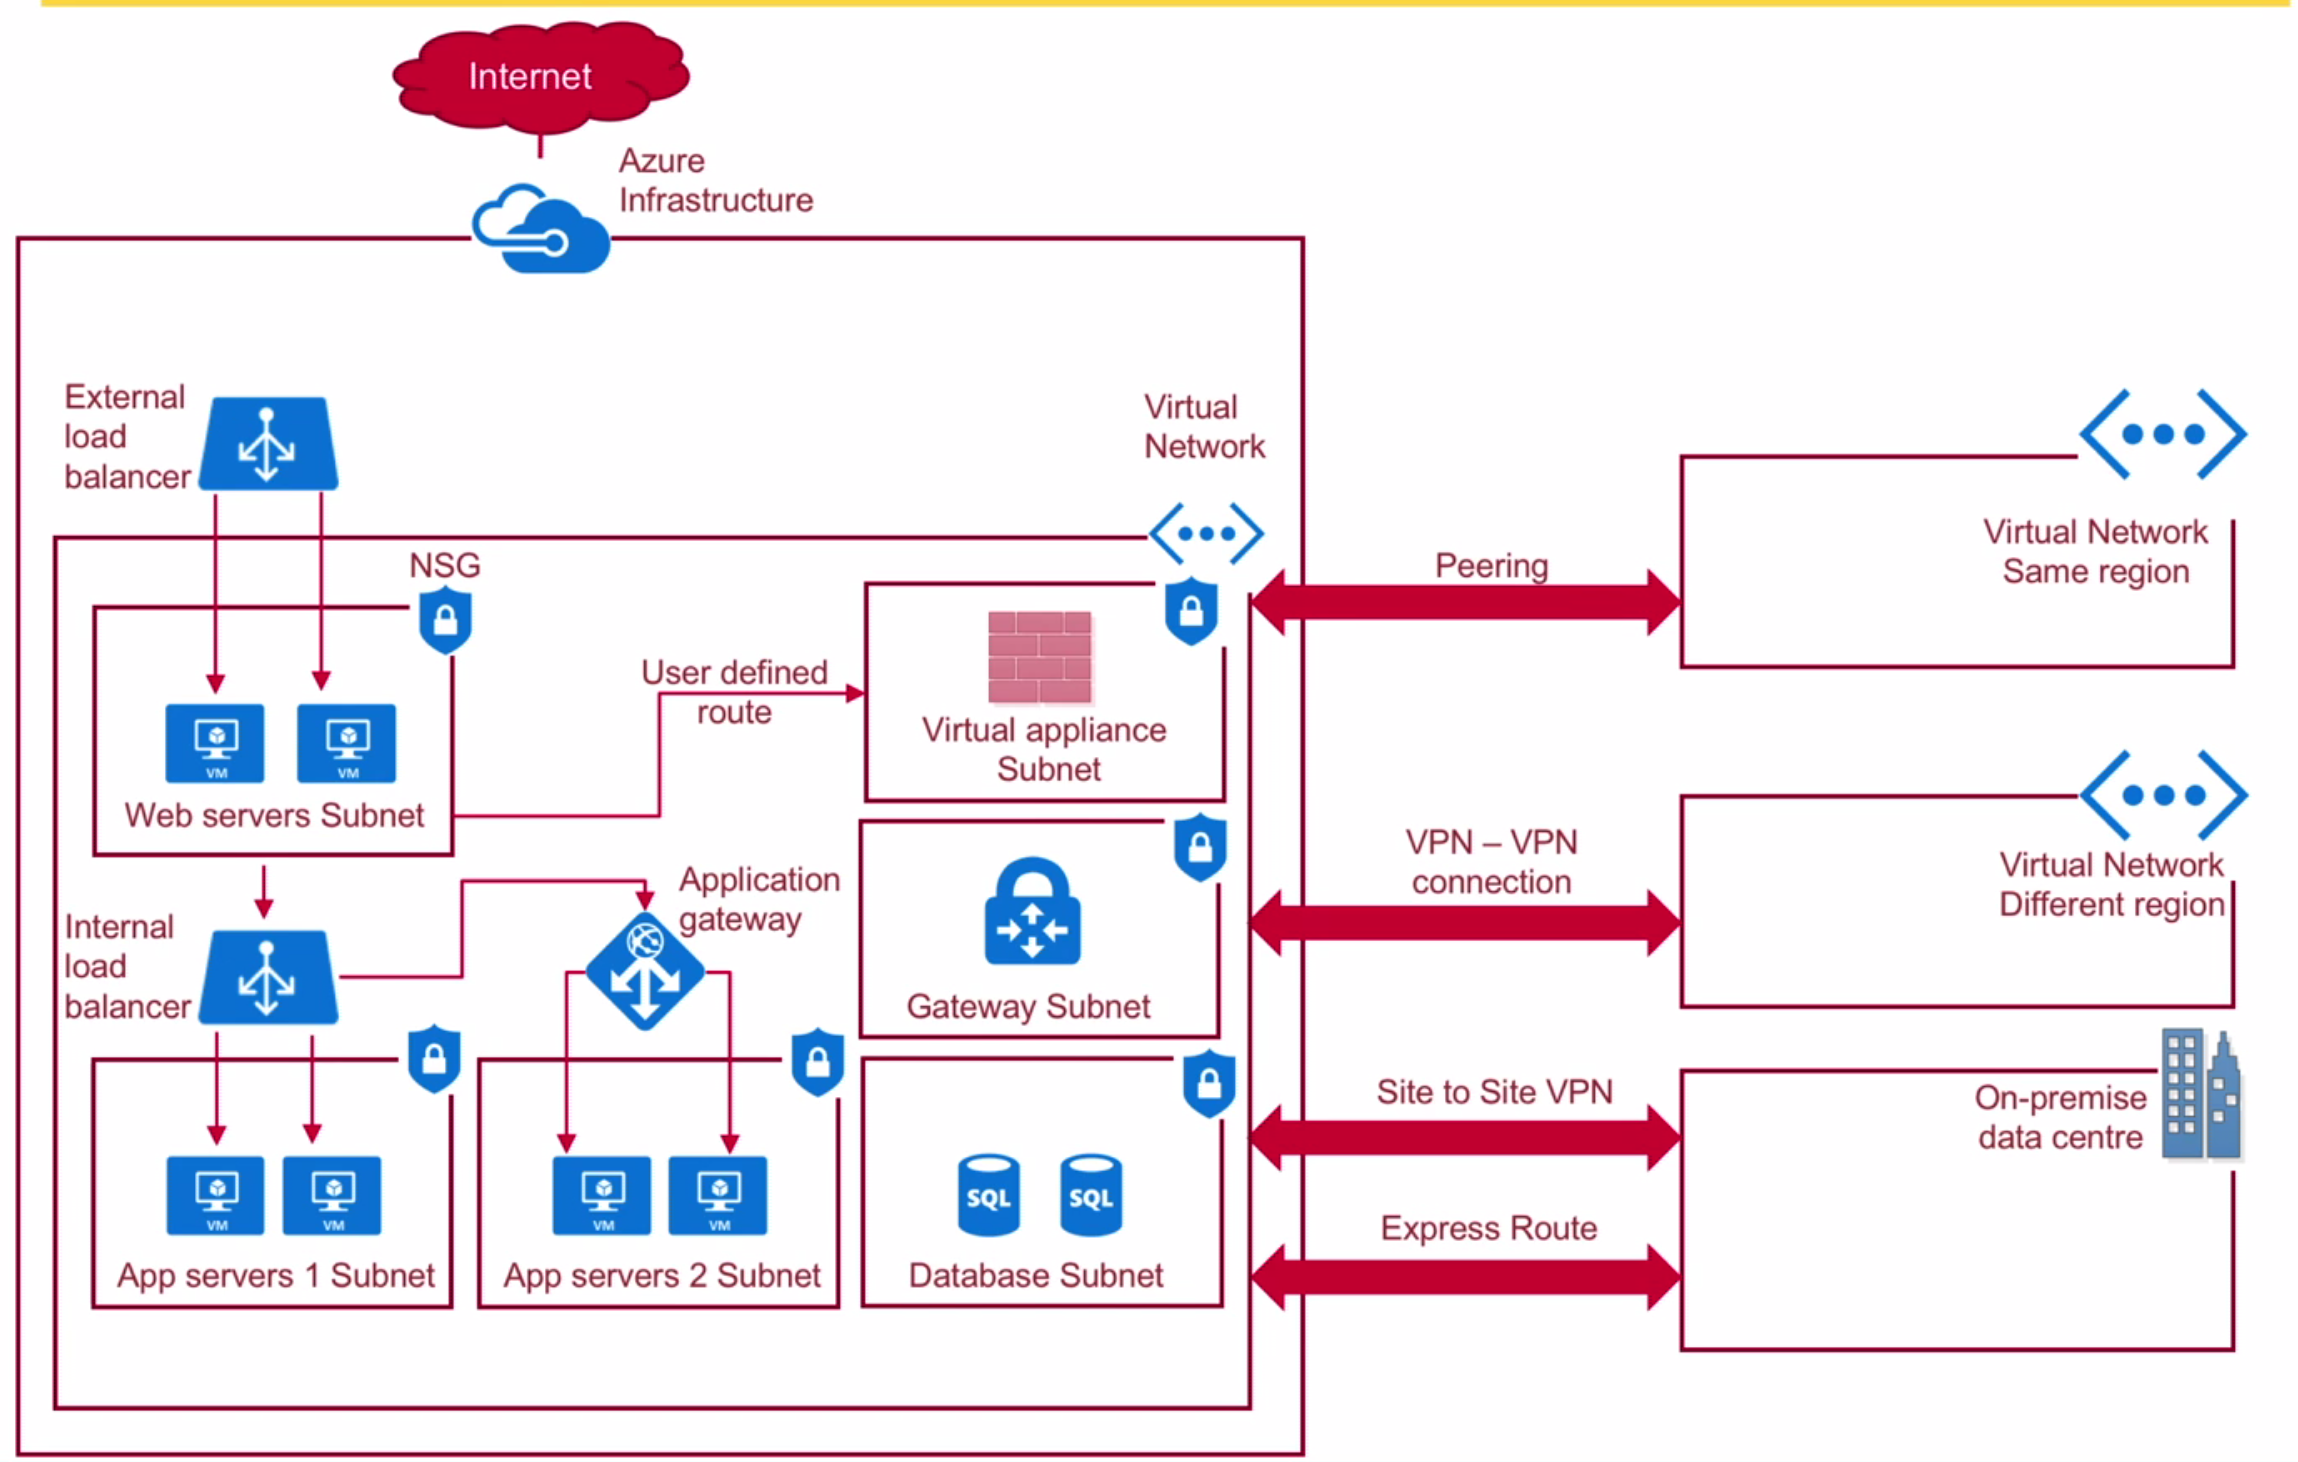 Internet
Azure
Infrastructure
External
load
balancer
Virtual
Network
NSG
VM
VM
Web servers Subnet
User defined
route
Virtual appliance
Subnet
Internal
load
balancer
Application
gateway
Gateway Subnet
VM
VM
App servers 1 Subnet
VM
VM
App servers 2 Subnet
SQL
SQL
Database Subnet
Peering
Virtual Network
Same region
VPN – VPN
connection
Virtual Network
Different region
Site to Site VPN
Express Route
On-premise
data centre